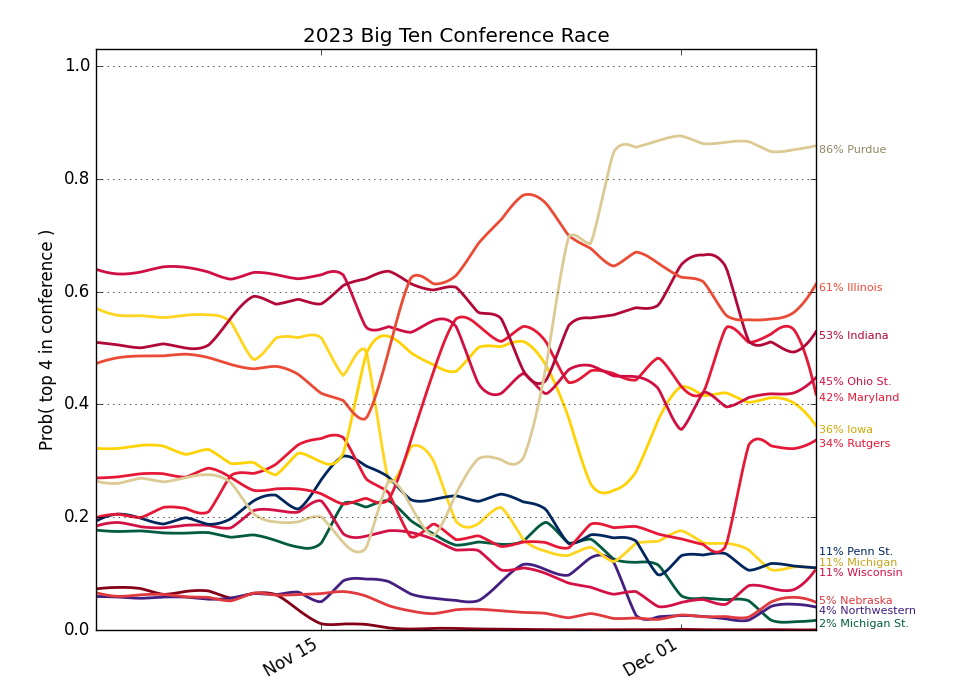 2023 Big Ten Conference Race
Prob( top 4 in conference )
1.0
0.8
0.6
0.4
0.2
0.0
Nov 15
Dec 01
86% Purdue
61% Illinois
53% Indiana
45% Ohio St.
42% Maryland
36% Iowa
34% Rutgers
11% Penn St.
11% Michigan
11% Wisconsin
5% Nebraska
4% Northwestern
2% Michigan St.